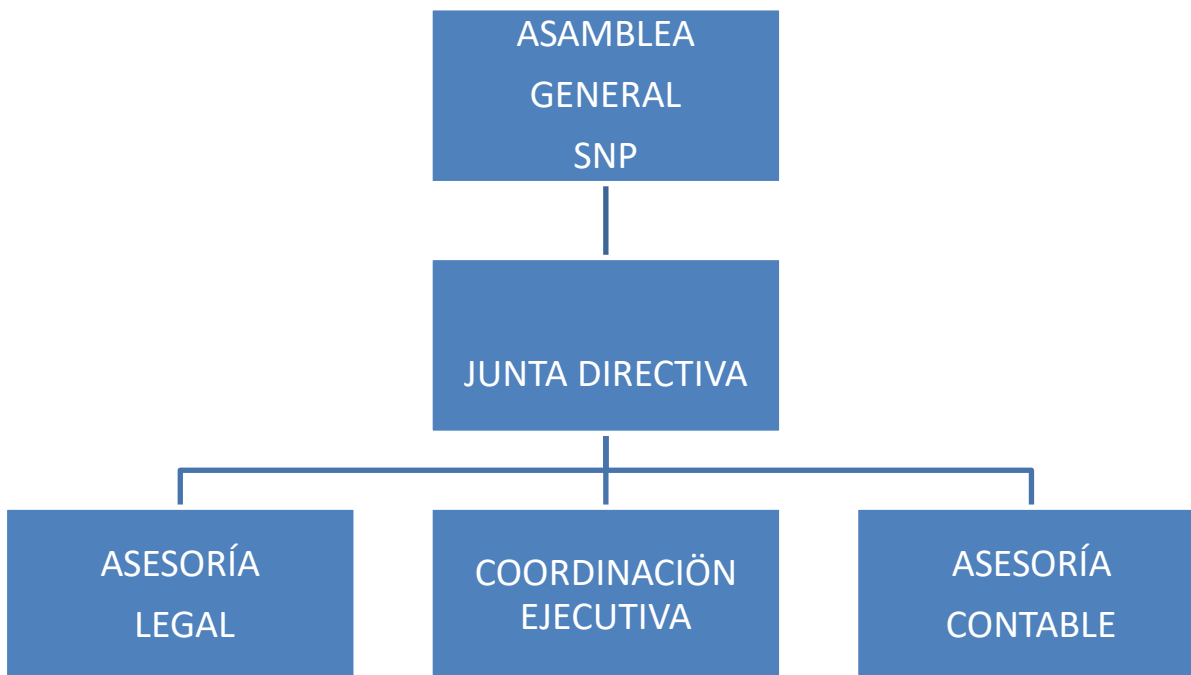 ASAMBLEA
GENERAL
SNP
JUNTA DIRECTIVA
ASESORÍA
LEGAL
COORDINACIÖN
EJECUTIVA
ASESORÍA
CONTABLE